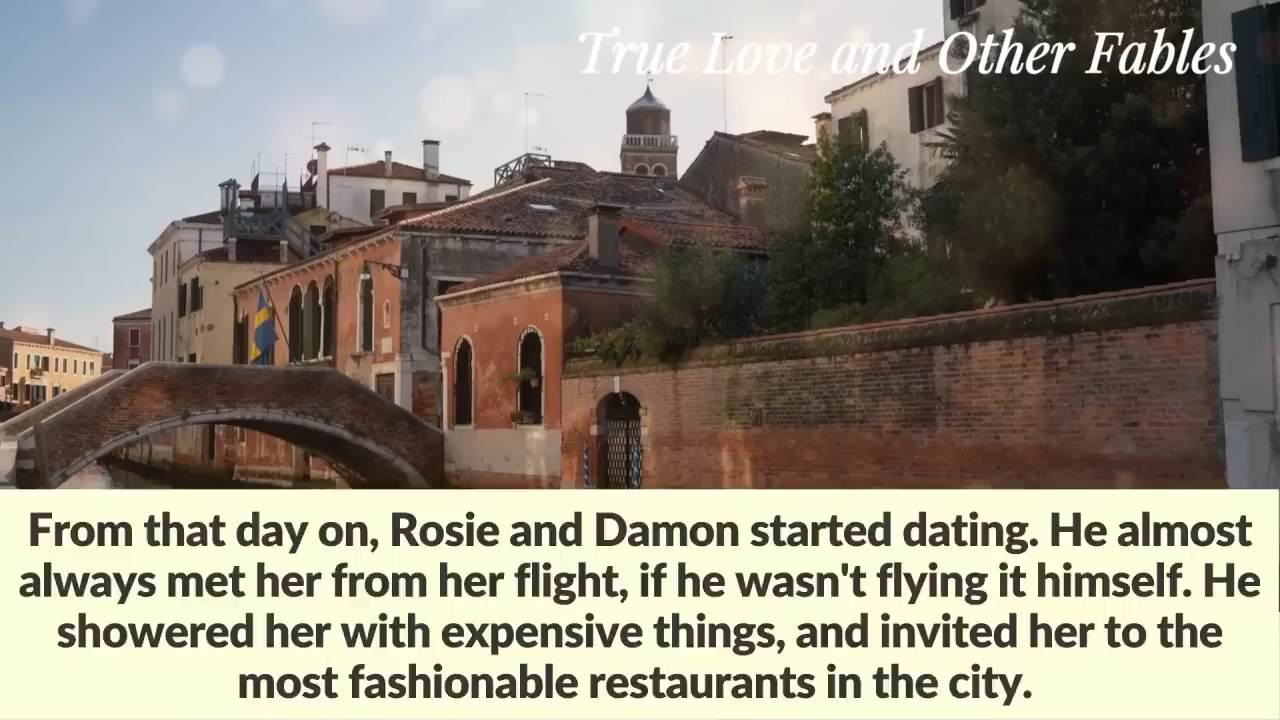 True Love and Other Fables
From that day on, Rosie and Damon started dating. He almost
always met her from her flight, if he wasn't flying it himself. He
showered her with expensive things, and invited her to the
most fashionable restaurants in the city.